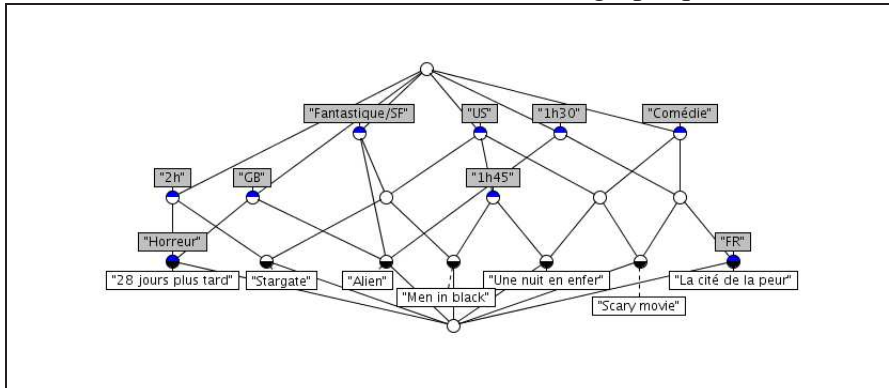 "Fantastique/SF" "US" "1h30" "Comédie"
"2h" "GB" "1h45"
"Horreur" "FR"
"28 jours plus tard" "Stargate" "Alien" "Une nuit en enfer" "La cité de la peur"
"Men in black"
"Scary movie"